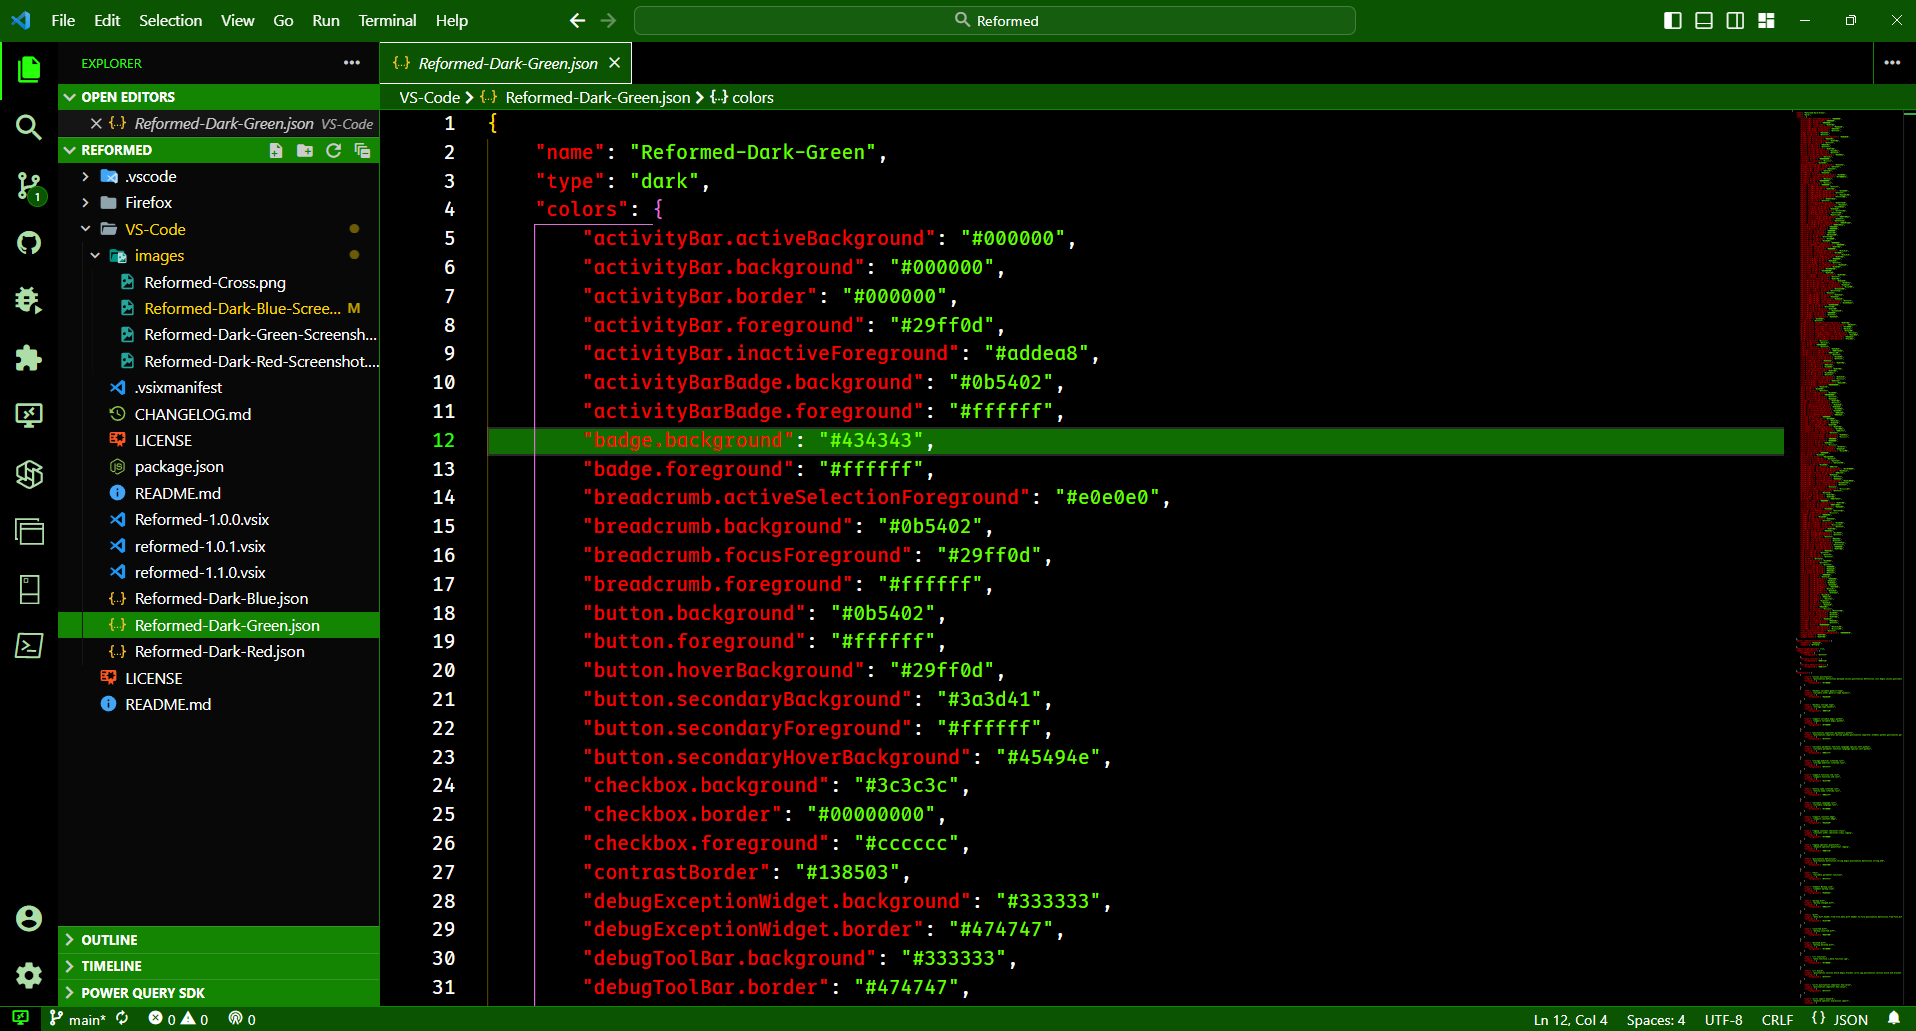 File Edit Selection View Go Run Terminal Help
Reformed
EXPLORER
OPEN EDITORS
Reformed-Dark-Green.json VS-Code
REFORMED
.vscode
Firefox
VS-Code
images
Reformed-Cross.png
Reformed-Dark-Blue-Scree... M
Reformed-Dark-Green-Screensh...
Reformed-Dark-Red-Screenshot....
.vsixmanifest
CHANGELOG.md
LICENSE
package.json
README.md
Reformed-1.0.0.vsix
reformed-1.0.1.vsix
reformed-1.1.0.vsix
Reformed-Dark-Blue.json
Reformed-Dark-Green.json
Reformed-Dark-Red.json
LICENSE
README.md
OUTLINE
TIMELINE
POWER QUERY SDK
1
{..} Reformed-Dark-Green.json
VS-Code > {..} Reformed-Dark-Green.json > {..} colors
1 {
2 "name": "Reformed-Dark-Green",
3 "type": "dark",
4 "colors": {
5 "activityBar.activeBackground": "#000000",
6 "activityBar.background": "#000000",
7 "activityBar.border": "#000000",
8 "activityBar.foreground": "#29ff0d",
9 "activityBar.inactiveForeground": "#addea8",
10 "activityBarBadge.background": "#0b5402",
11 "activityBarBadge.foreground": "#ffffff",
12 "badge.background": "#434343",
13 "badge.foreground": "#ffffff",
14 "breadcrumb.activeSelectionForeground": "#e0e0e0",
15 "breadcrumb.background": "#0b5402",
16 "breadcrumb.focusForeground": "#29ff0d",
17 "breadcrumb.foreground": "#ffffff",
18 "button.background": "#0b5402",
19 "button.foreground": "#ffffff",
20 "button.hoverBackground": "#29ff0d",
21 "button.secondaryBackground": "#3a3d41",
22 "button.secondaryForeground": "#ffffff",
23 "button.secondaryHoverBackground": "#45494e",
24 "checkbox.background": "#3c3c3c",
25 "checkbox.border": "#00000000",
26 "checkbox.foreground": "#cccccc",
27 "contrastBorder": "#138503",
28 "debugExceptionWidget.background": "#333333",
29 "debugExceptionWidget.border": "#474747",
30 "debugToolBar.background": "#333333",
31 "debugToolBar.border": "#474747",
main* 0 0 0 Ln 12, Col 4 Spaces: 4 UTF-8 CRLF {} JSON